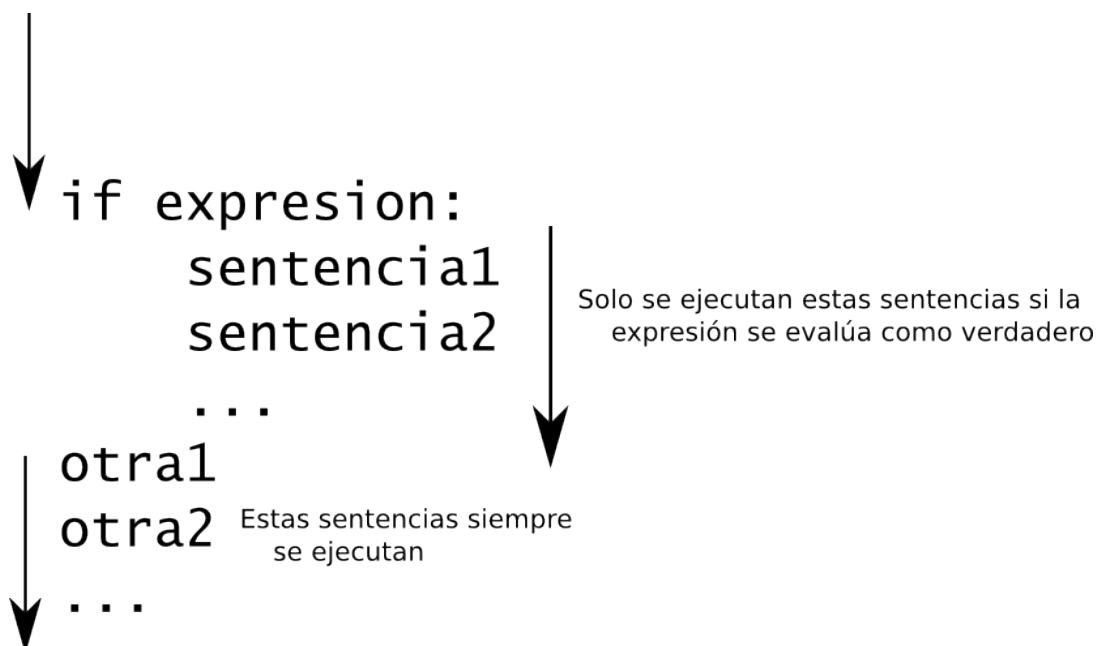 if expresion:
sentencia1
sentencia2
...
Solo se ejecutan estas sentencias si la
expresión se evalúa como verdadero
otra1
otra2
...
Estas sentencias siempre
se ejecutan